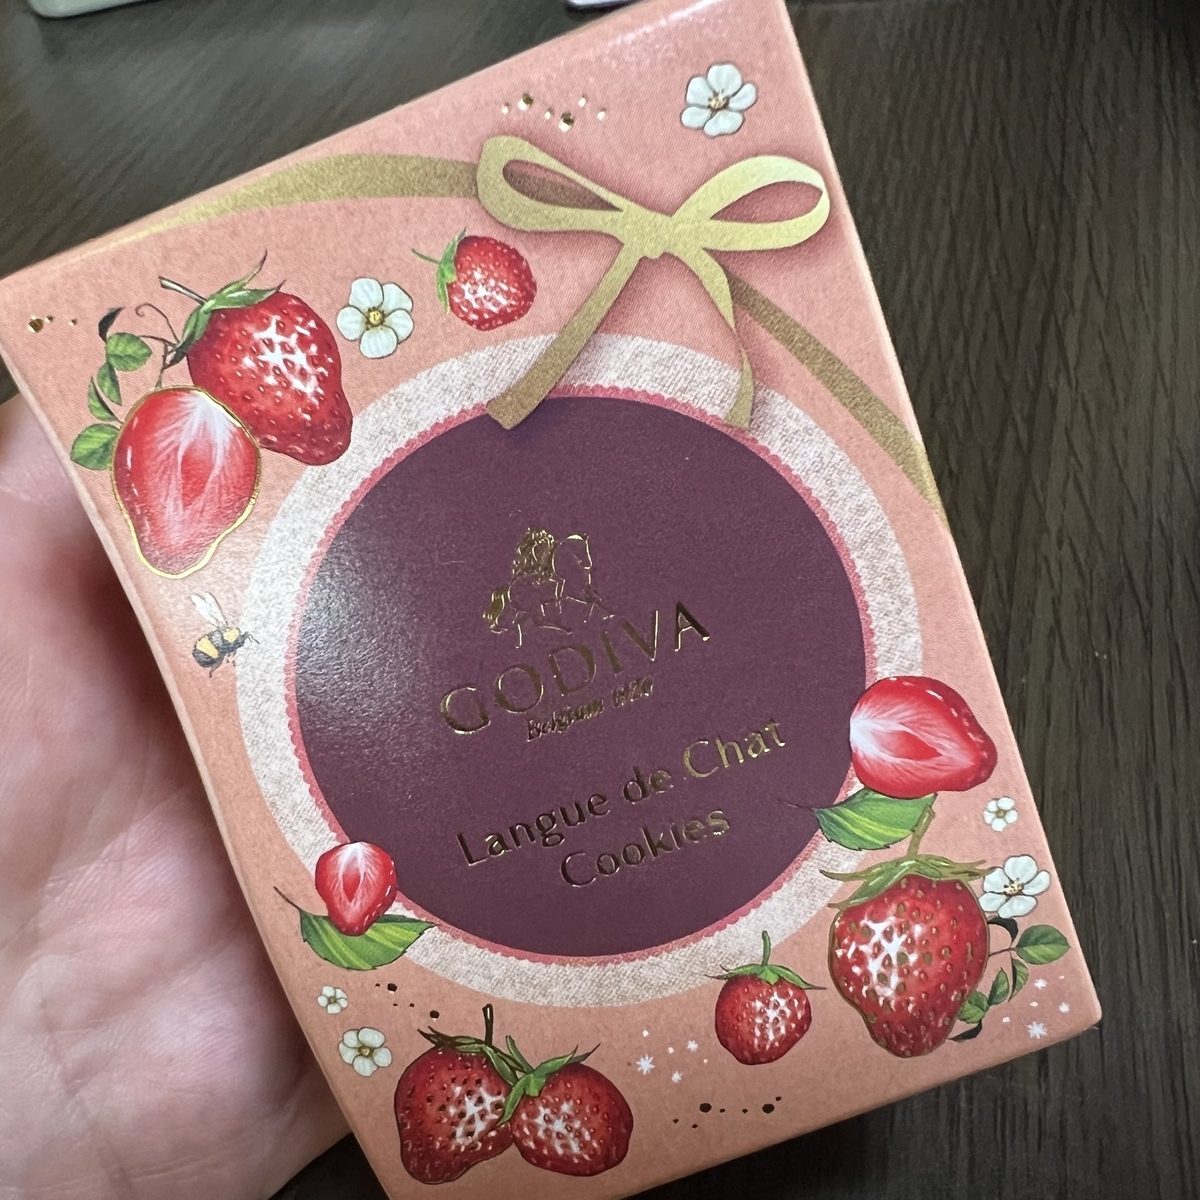 GODIVA
Belgium 1926
Langue de Chat
Cookies